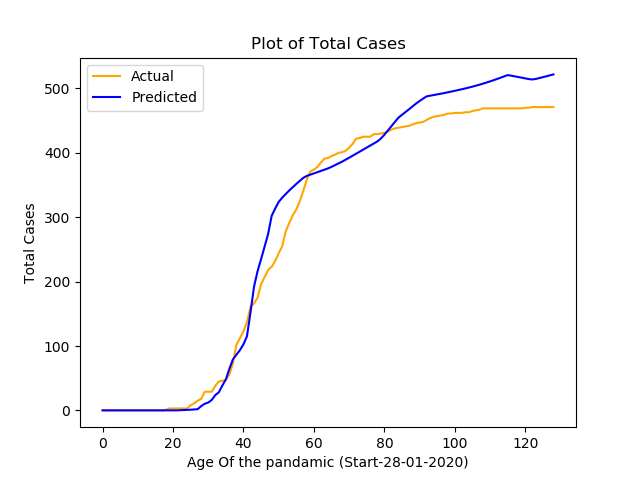 Plot of Total Cases
Actual
Predicted
500
400
300
200
100
0
Total Cases
0 20 40 60 80 100 120
Age Of the pandamic (Start-28-01-2020)